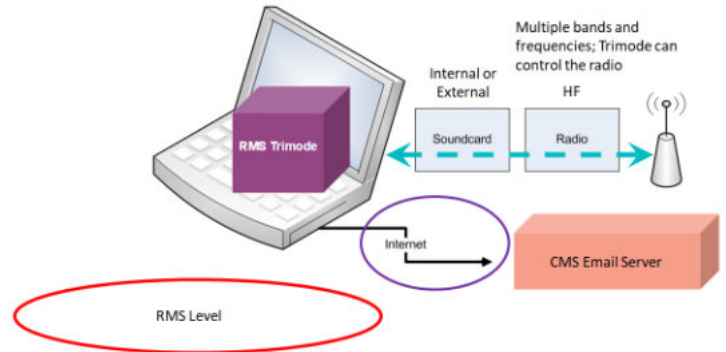 Multiple bands and
frequencies; Trimode can
control the radio
Internal or
External
HF
RMS Trimode
Soundcard
Radio
Internet
CMS Email Server
RMS Level